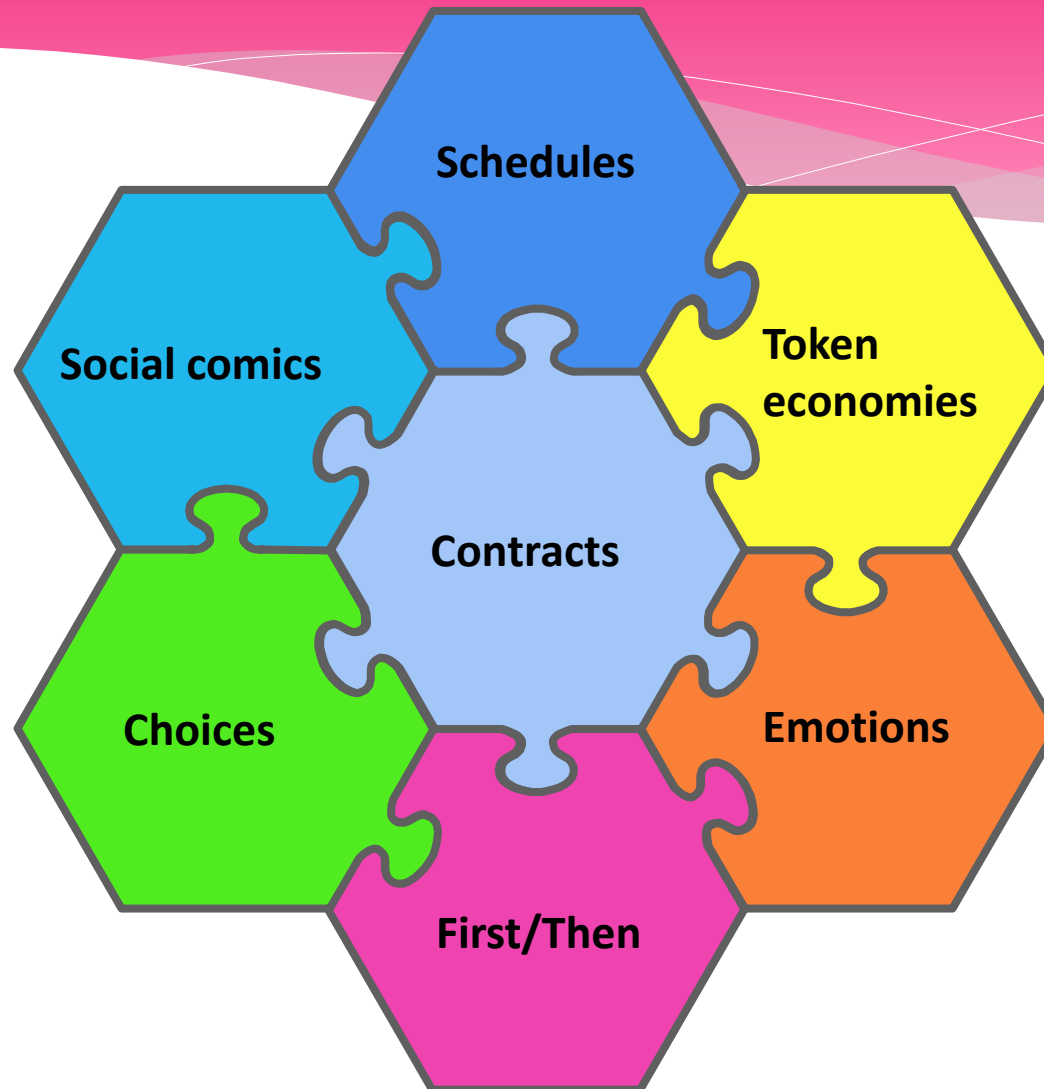 Schedules
Social comics
Token
economies
Contracts
Choices
Emotions
First/Then